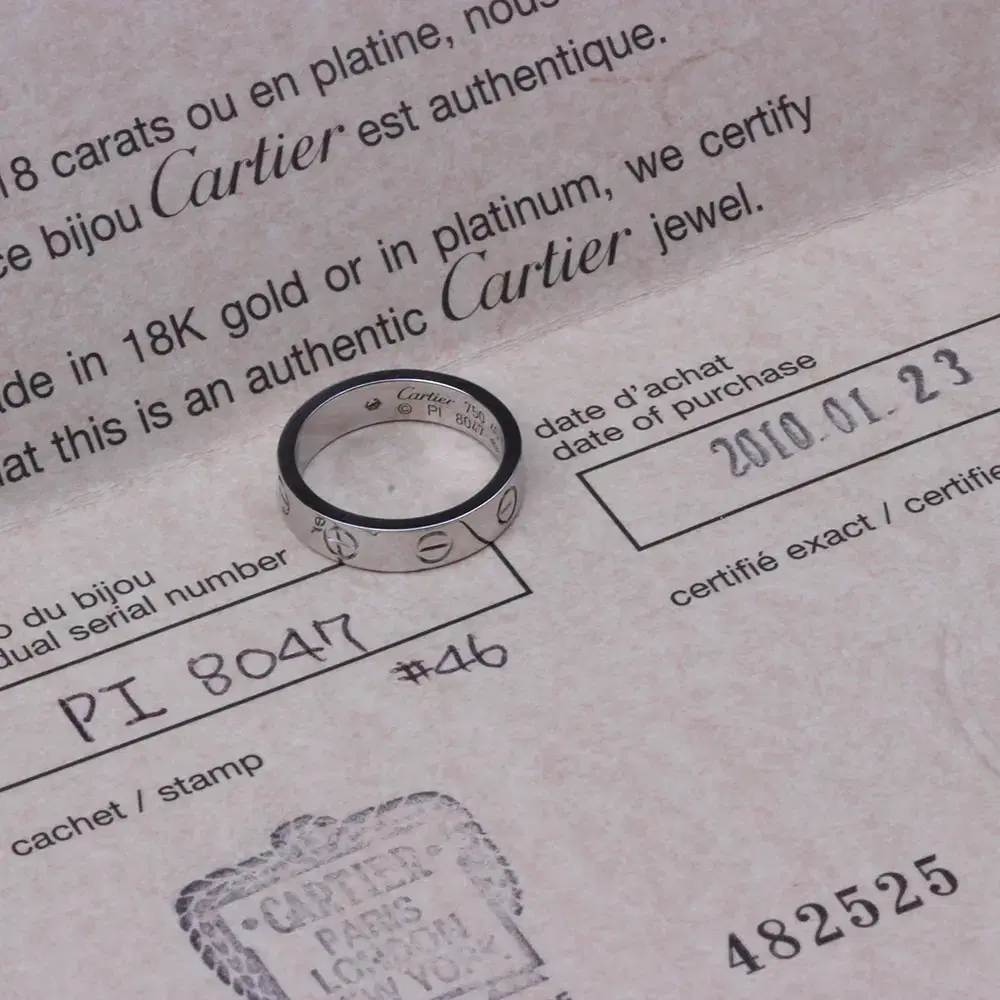 18 carats ou en platine, nous
ce bijou Cartier est authentique.
de in 18K gold or in platinum, we certify
at this is an authentic Cartier jewel.
Cartier 750
© PI 8047
date d'achat
date of purchase
2010.01.23
certifié exact / certifie
o du bijou
dual serial number
PI 8047
#46
cachet / stamp
CARTIER
PARIS
LONDON
NEW YORK
482525